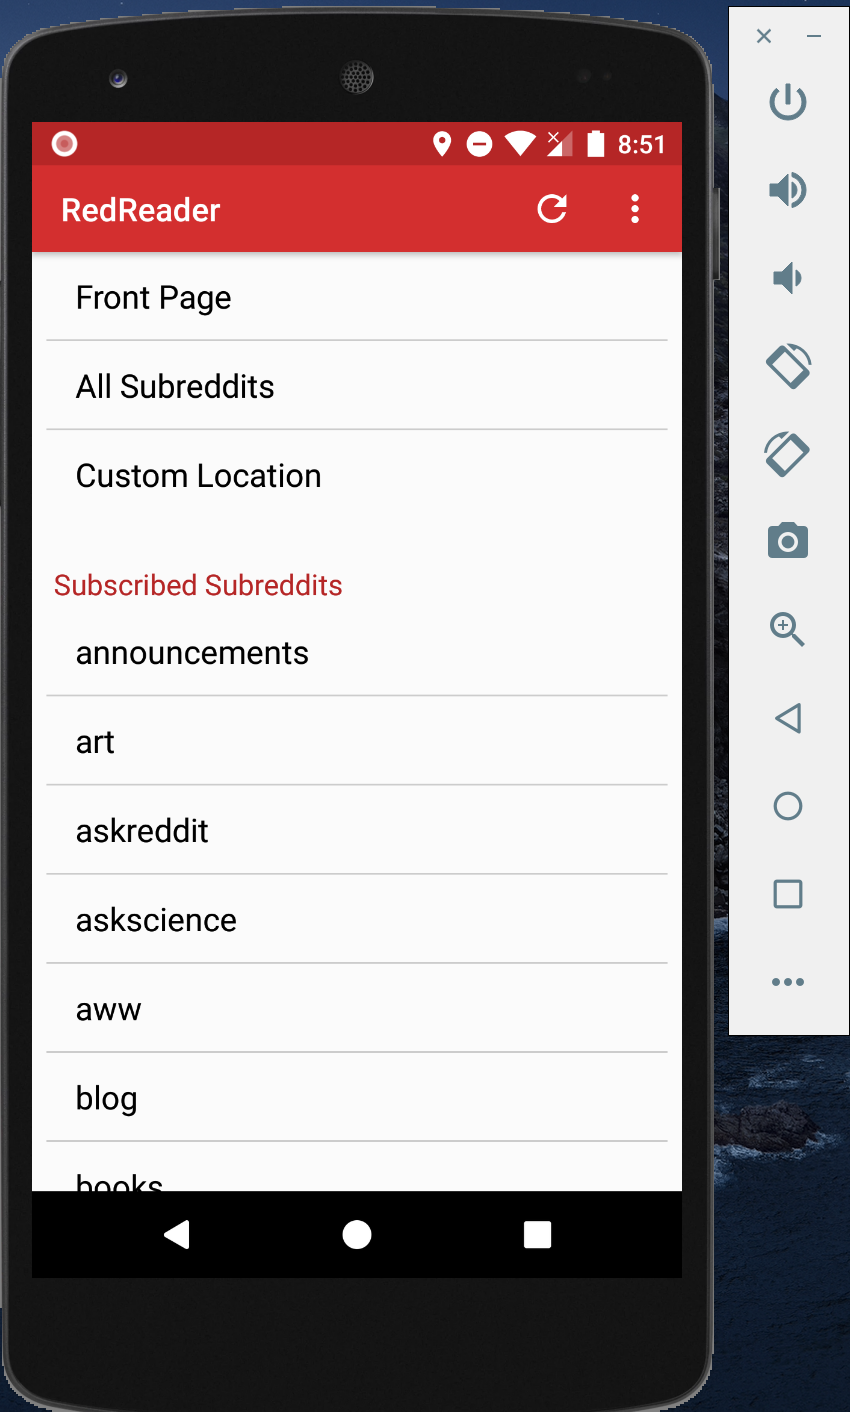 8:51
RedReader
Front Page
All Subreddits
Custom Location
Subscribed Subreddits
announcements
art
askreddit
askscience
aww
blog
books